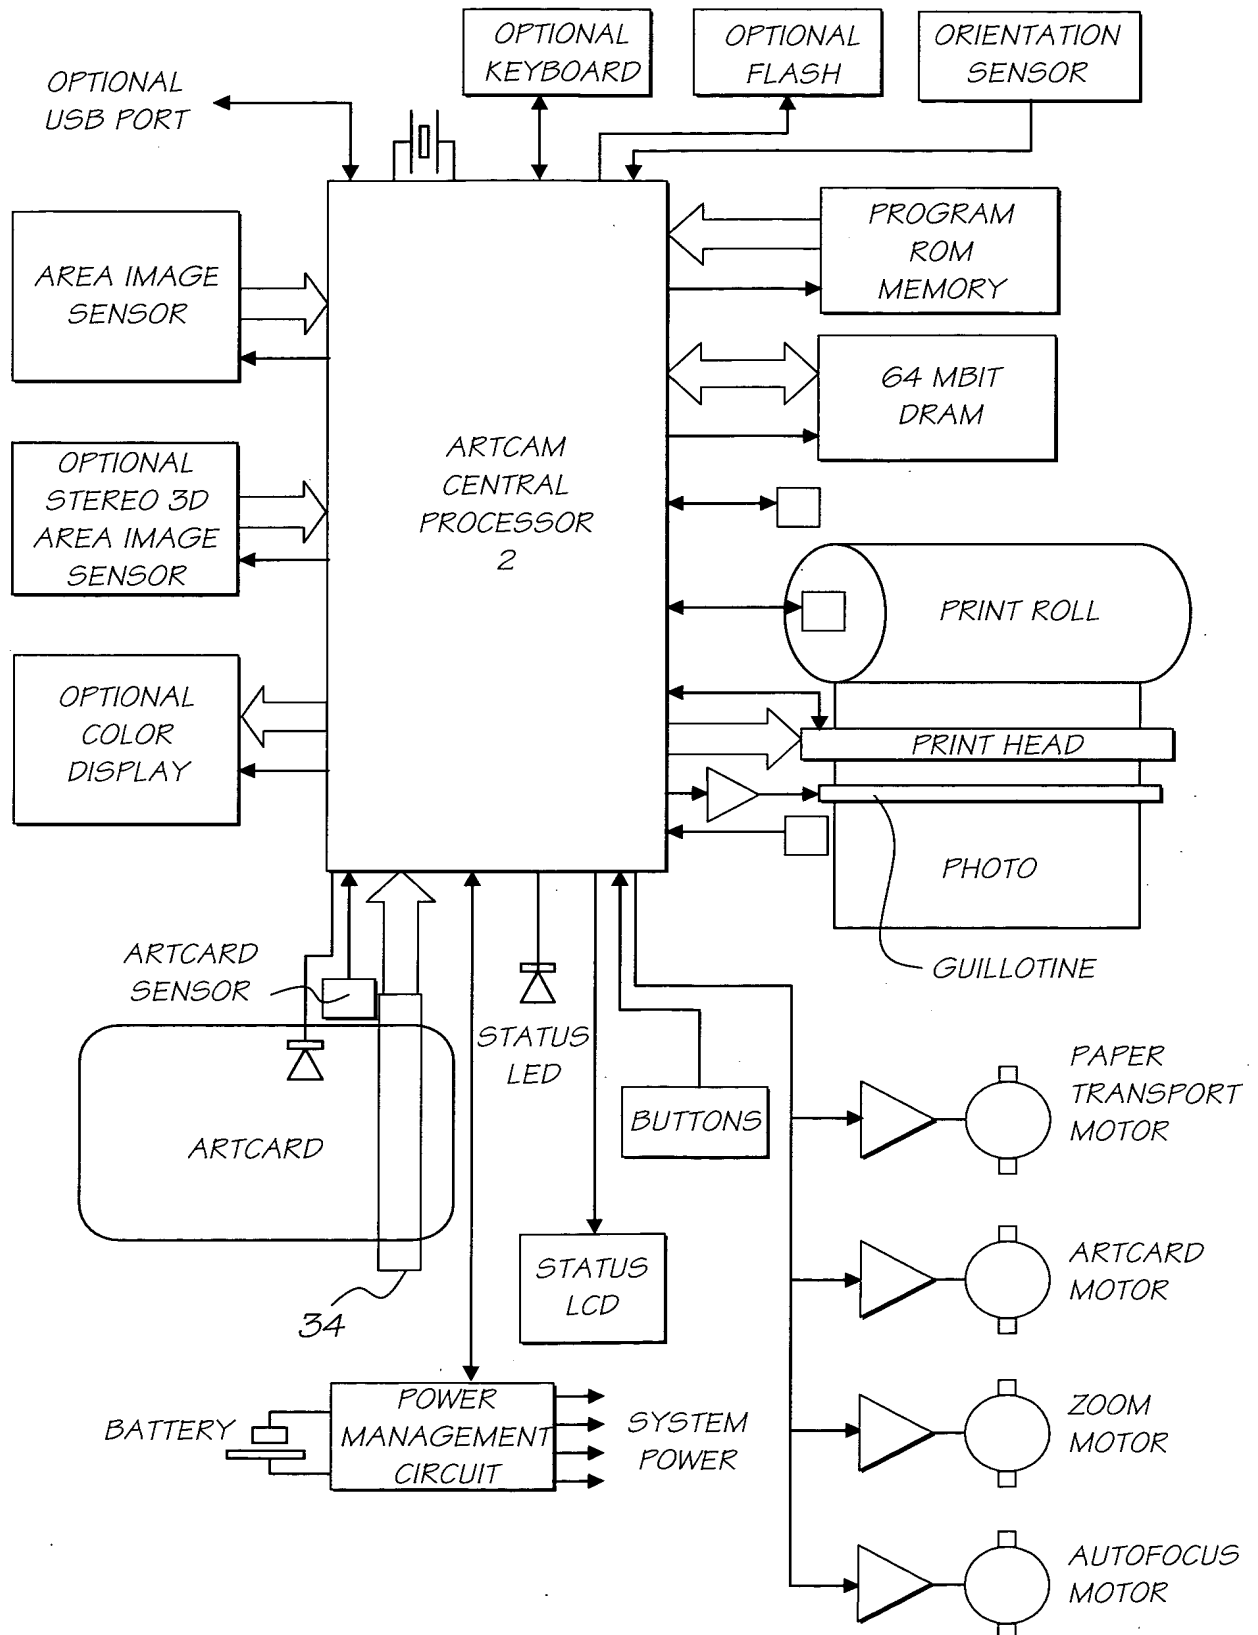 OPTIONAL
USB PORT
OPTIONAL
KEYBOARD
OPTIONAL
FLASH
ORIENTATION
SENSOR
AREA IMAGE
SENSOR
PROGRAM
ROM
MEMORY
64 MBIT
DRAM
OPTIONAL
STEREO 3D
AREA IMAGE
SENSOR
ARTCAM
CENTRAL
PROCESSOR
2
PRINT ROLL
OPTIONAL
COLOR
DISPLAY
PRINT HEAD
PHOTO
GUILLOTINE
ARTCARD
SENSOR
STATUS
LED
ARTCARD
BUTTONS
PAPER
TRANSPORT
MOTOR
STATUS
LCD
34
ARTCARD
MOTOR
BATTERY
POWER
MANAGEMENT
CIRCUIT
SYSTEM
POWER
ZOOM
MOTOR
AUTOFOCUS
MOTOR